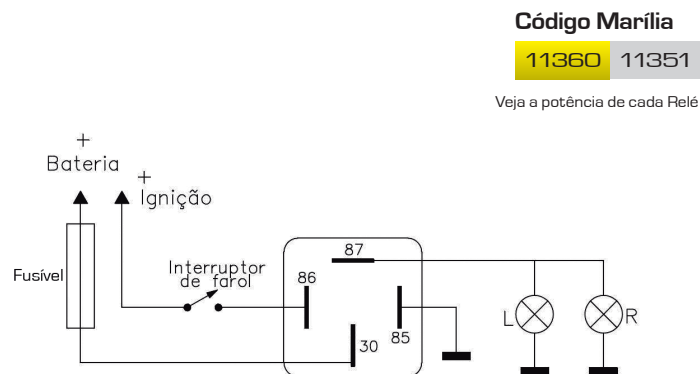 Código Marília
11360 11351
Veja a potência de cada Relé
+
Bateria
+
Ignição
Fusível
Interruptor
de farol
86
87
30
85
L
R